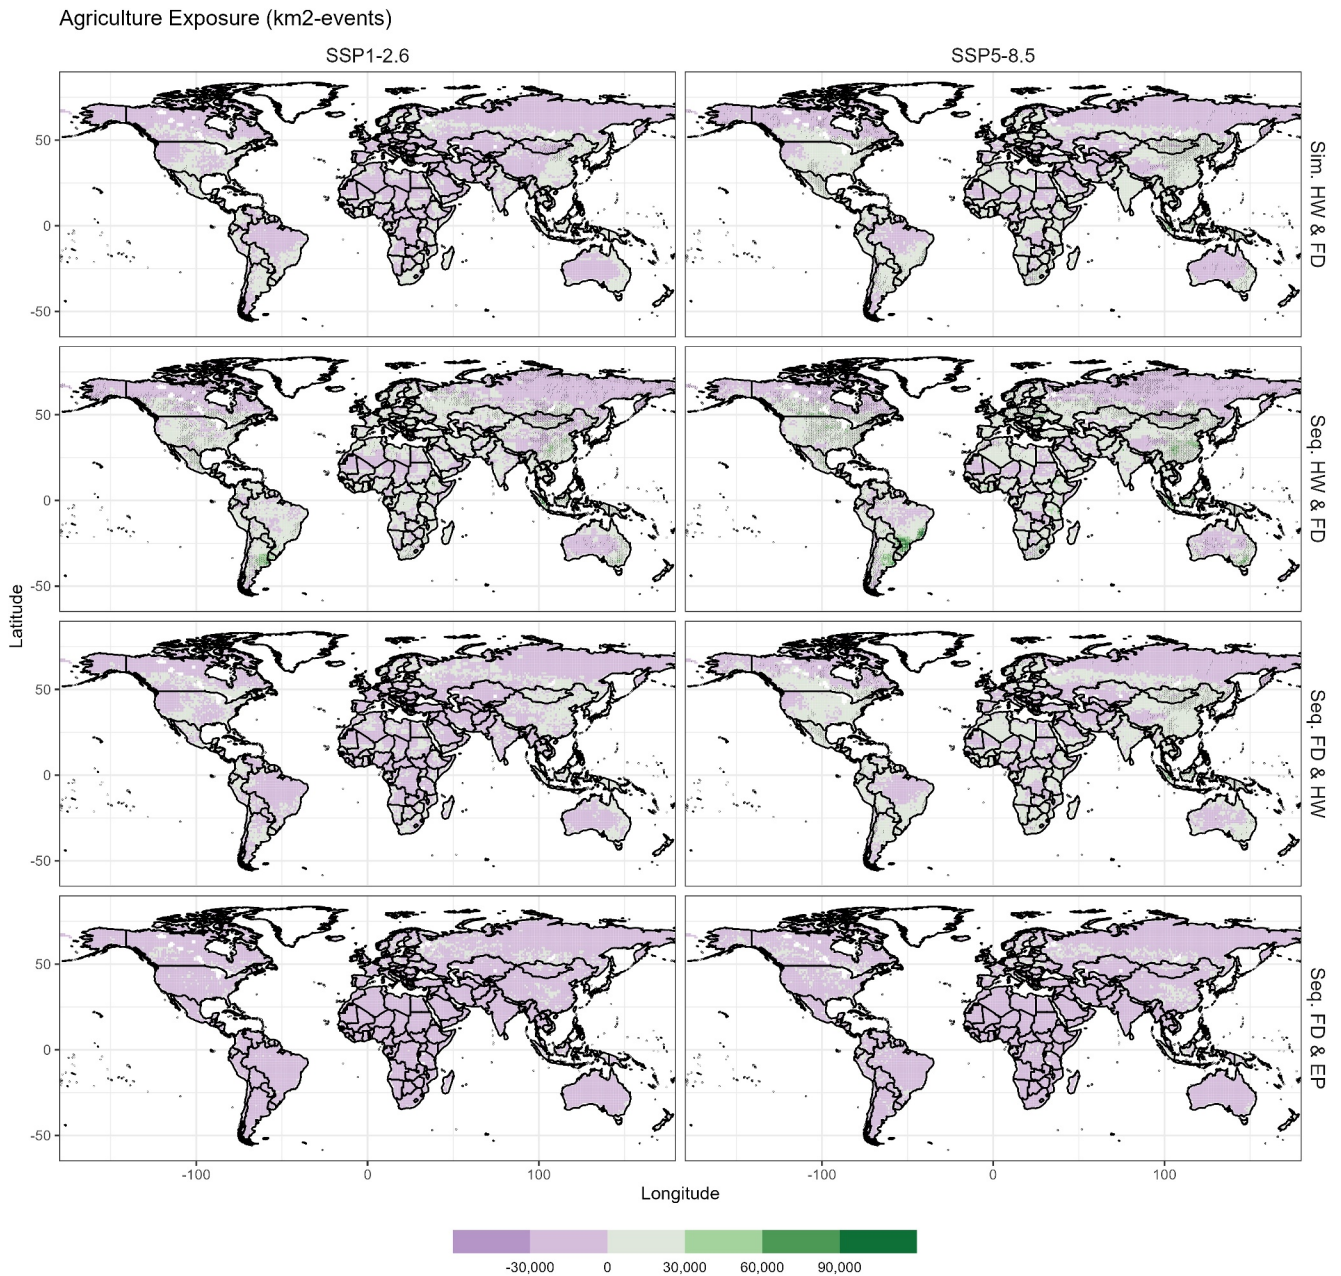 Agriculture Exposure (km2-events)
SSP1-2.6
SSP5-8.5
50
0
-50
Sim. HW & FD
50
0
-50
Seq. HW & FD
Latitude
50
0
-50
Seq. FD & HW
50
0
-50
Seq. FD & EP
-100
0
100
-100
0
100
Longitude
-30,000
0
30,000
60,000
90,000